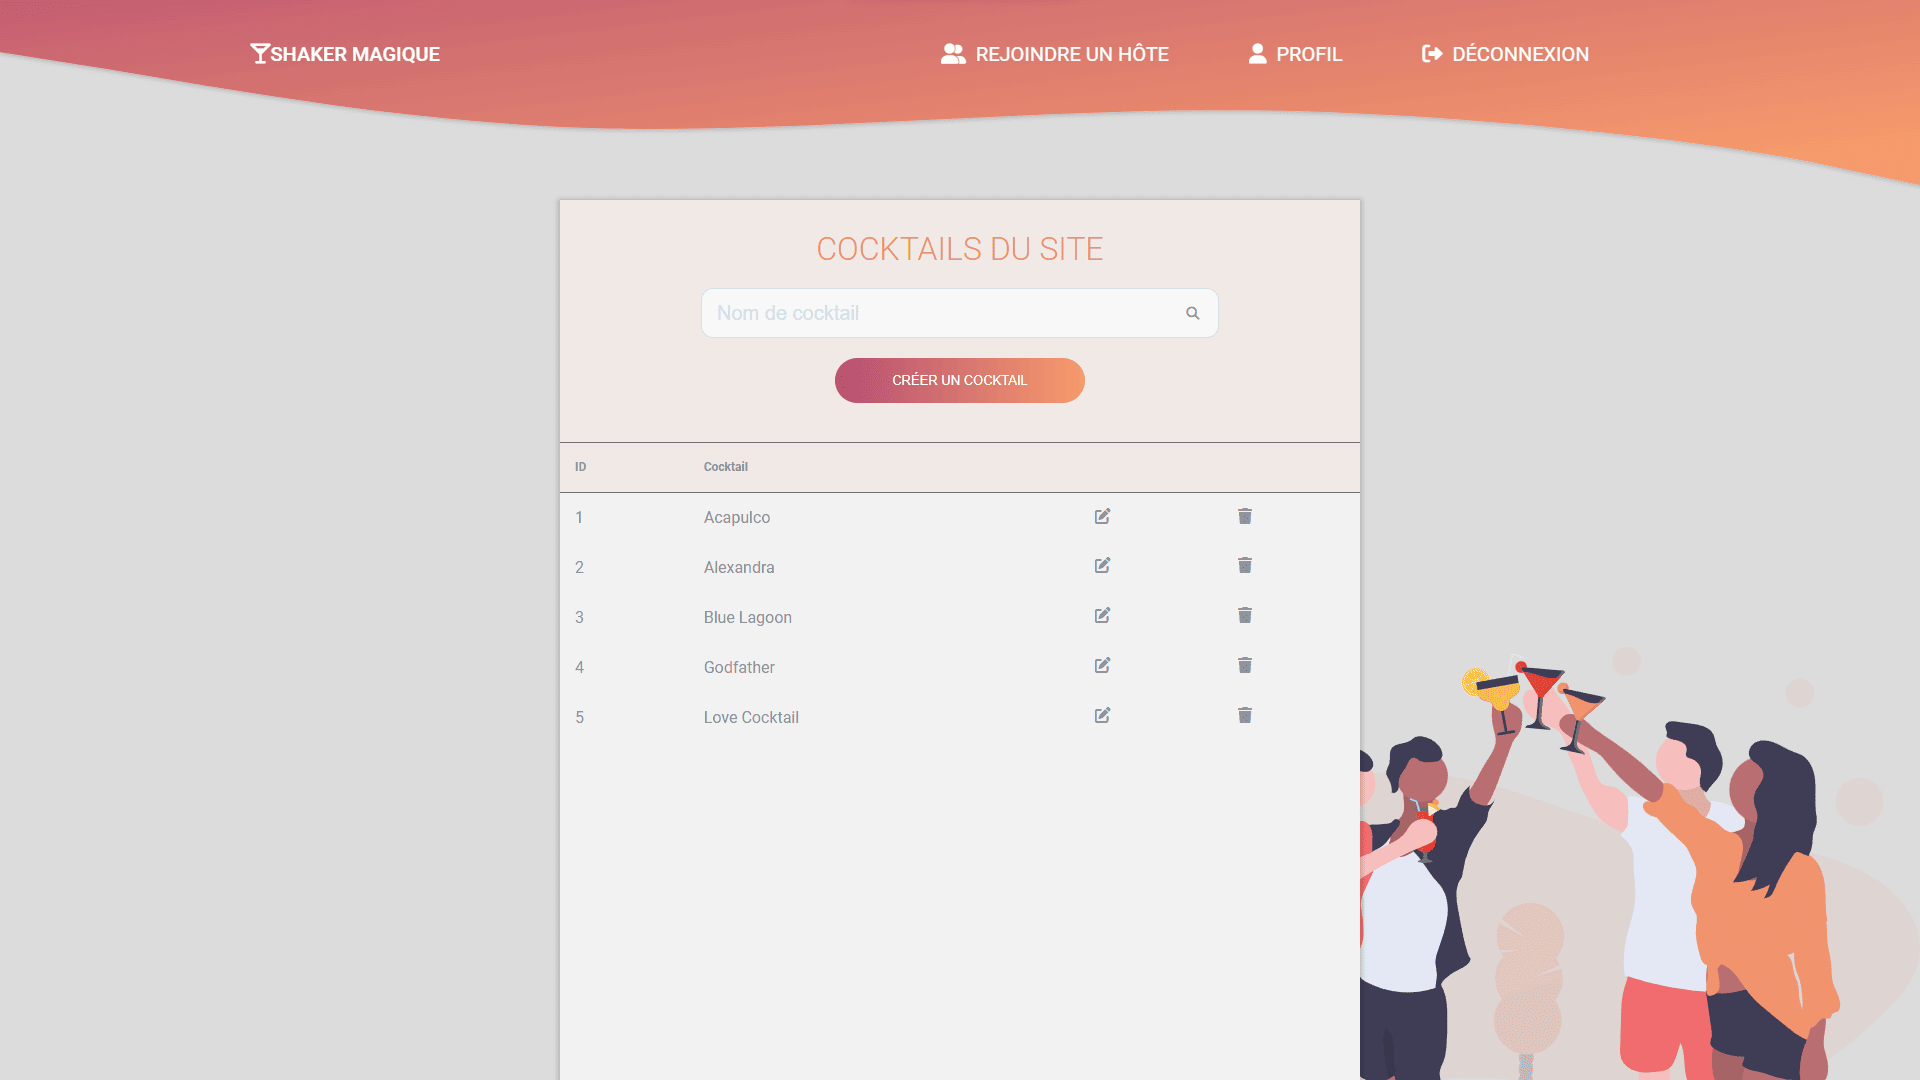 SHAKER MAGIQUE
REJOINDRE UN HÔTE
PROFIL
DÉCONNEXION
COCKTAILS DU SITE
Nom de cocktail
CRÉER UN COCKTAIL
ID Cocktail
1 Acapulco
2 Alexandra
3 Blue Lagoon
4 Godfather
5 Love Cocktail